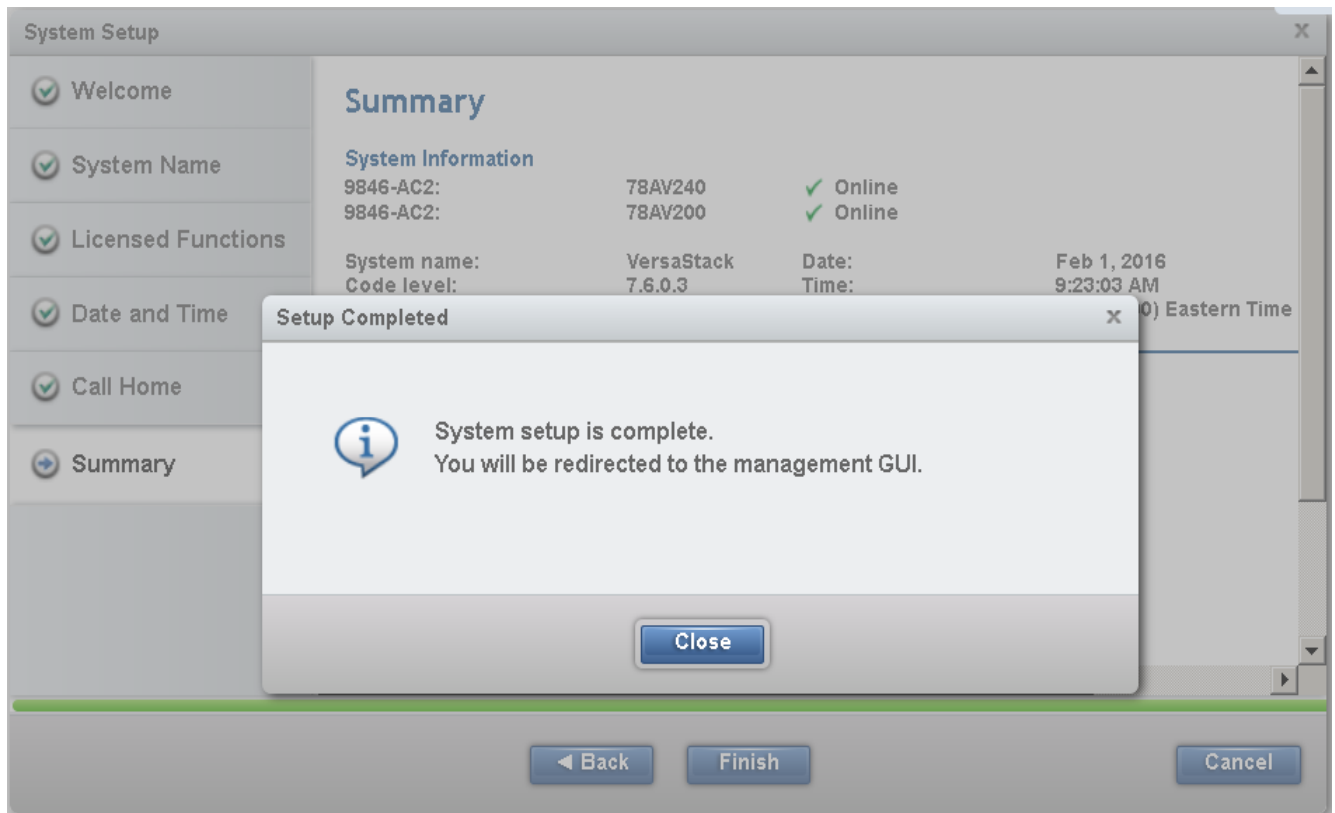 System Setup
Welcome
System Name
Licensed Functions
Date and Time
Call Home
Summary
Summary
System Information
9846-AC2: 78AV240 Online
9846-AC2: 78AV200 Online
System name: VersaStack Date: Feb 1, 2016
Code level: 7.6.0.3 Time: 9:23:03 AM
0) Eastern Time
Setup Completed
System setup is complete.
You will be redirected to the management GUI.
Close
Back Finish Cancel